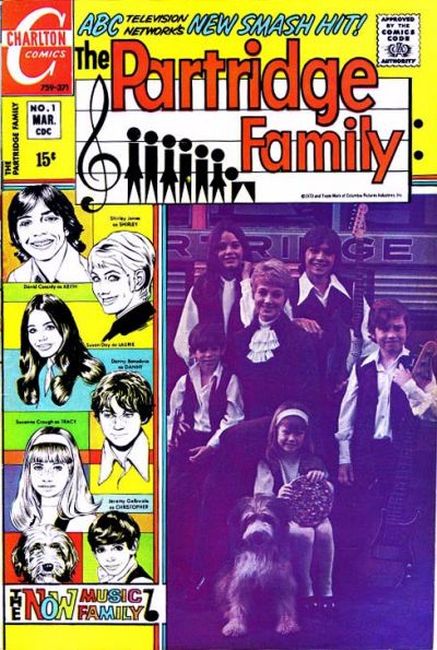 ABC TELEVISION NETWORK'S NEW SMASH HIT!
CHARLTON
COMICS
C
759-371
APPROVED
BY THE
COMICS
CODE
AUTHORITY
The
Partridge
Family
NO. 1
MAR.
CDC
15¢
THE PARTRIDGE FAMILY
Shirley Jones
as SHIRLEY
David Cassidy as KEITH
Susan Dey as LAURIE
Danny Bonaduce
as DANNY
Suzanne Crough as TRACY
Jeremy Gelbwaks
as CHRISTOPHER
THE NOW MUSIC FAMILY
RTRIDGE